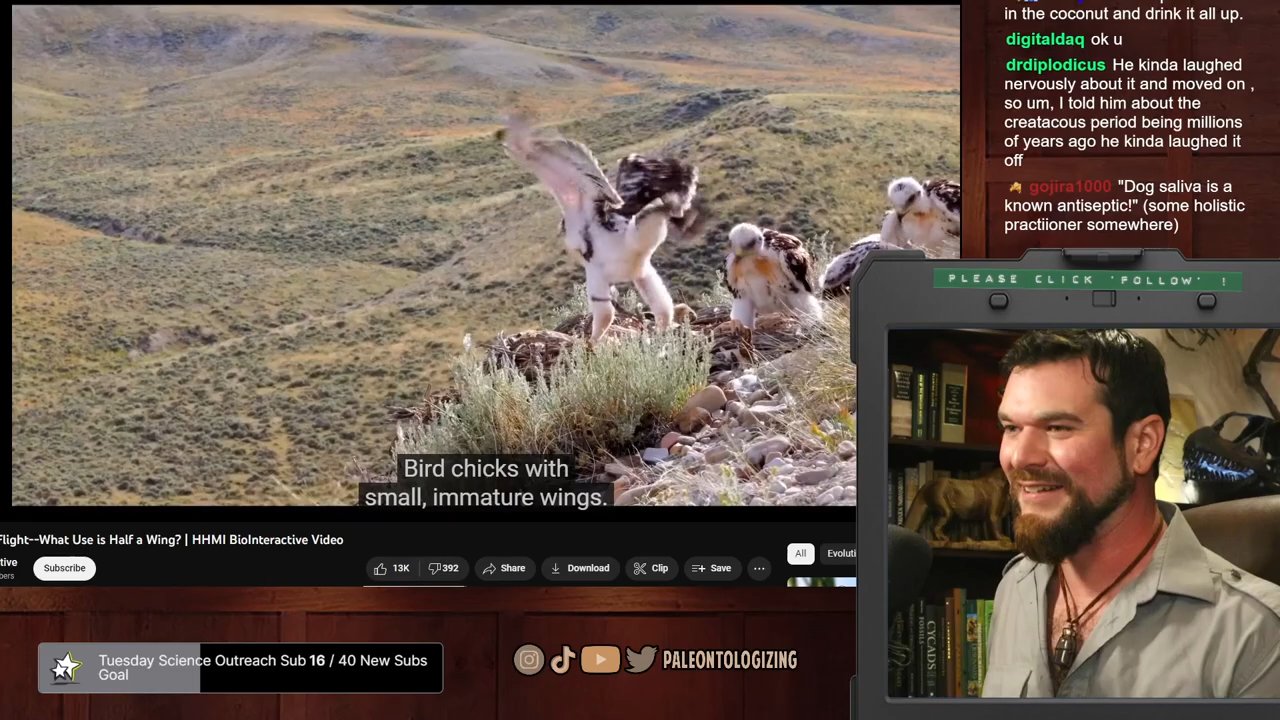 in the coconut and drink it all up.
digitaldaq ok u
drdiplodicus He kinda laughed
nervously about it and moved on ,
so um, I told him about the
creatacous period being millions
of years ago he kinda laughed it
off
gojira1000 "Dog saliva is a
known antiseptic!" (some holistic
practiioner somewhere)
PLEASE CLICK 'FOLLOW' !
Bird chicks with
small, immature wings.
Flight--What Use is Half a Wing? | HHMI BioInteractive Video
Subscribe
13K
392
Share
Download
Clip
Save
All
CYCADS
FOSSILS
Tuesday Science Outreach Sub 16 / 40 New Subs
Goal
PALEONTOLOGIZING